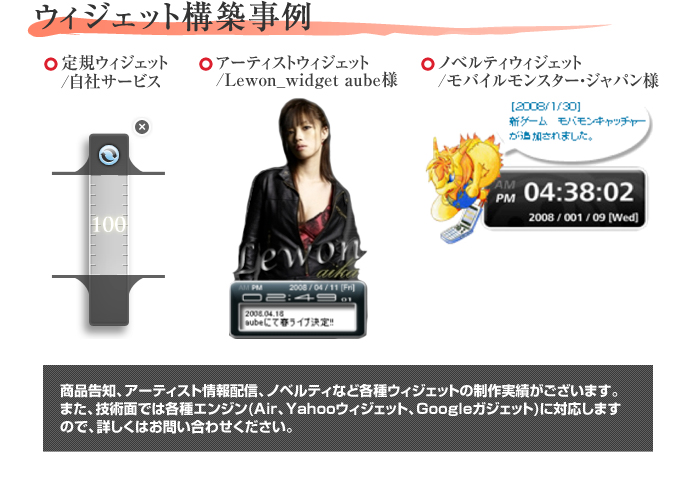 ウィジェット構築事例
定規ウィジェット
/自社サービス
アーティストウィジェット
/Lewon_widget aube様
ノベルティウィジェット
/モバイルモンスター・ジャパン様
100
Lewon
aika
AM PM 2008 / 04 / 11 [Fri]
02:49 01
2008.04.16
aubeにて春ライブ決定!!
[2008/1/30]
新ゲーム モバモンキャッチャー
が追加されました。
AM
PM 04:38:02
2008 / 001 / 09 [Wed]
商品告知、アーティスト情報配信、ノベルティなど各種ウィジェットの制作実績がございます。
また、技術面では各種エンジン(Air、Yahooウィジェット、Googleガジェット)に対応します
ので、詳しくはお問い合わせください。